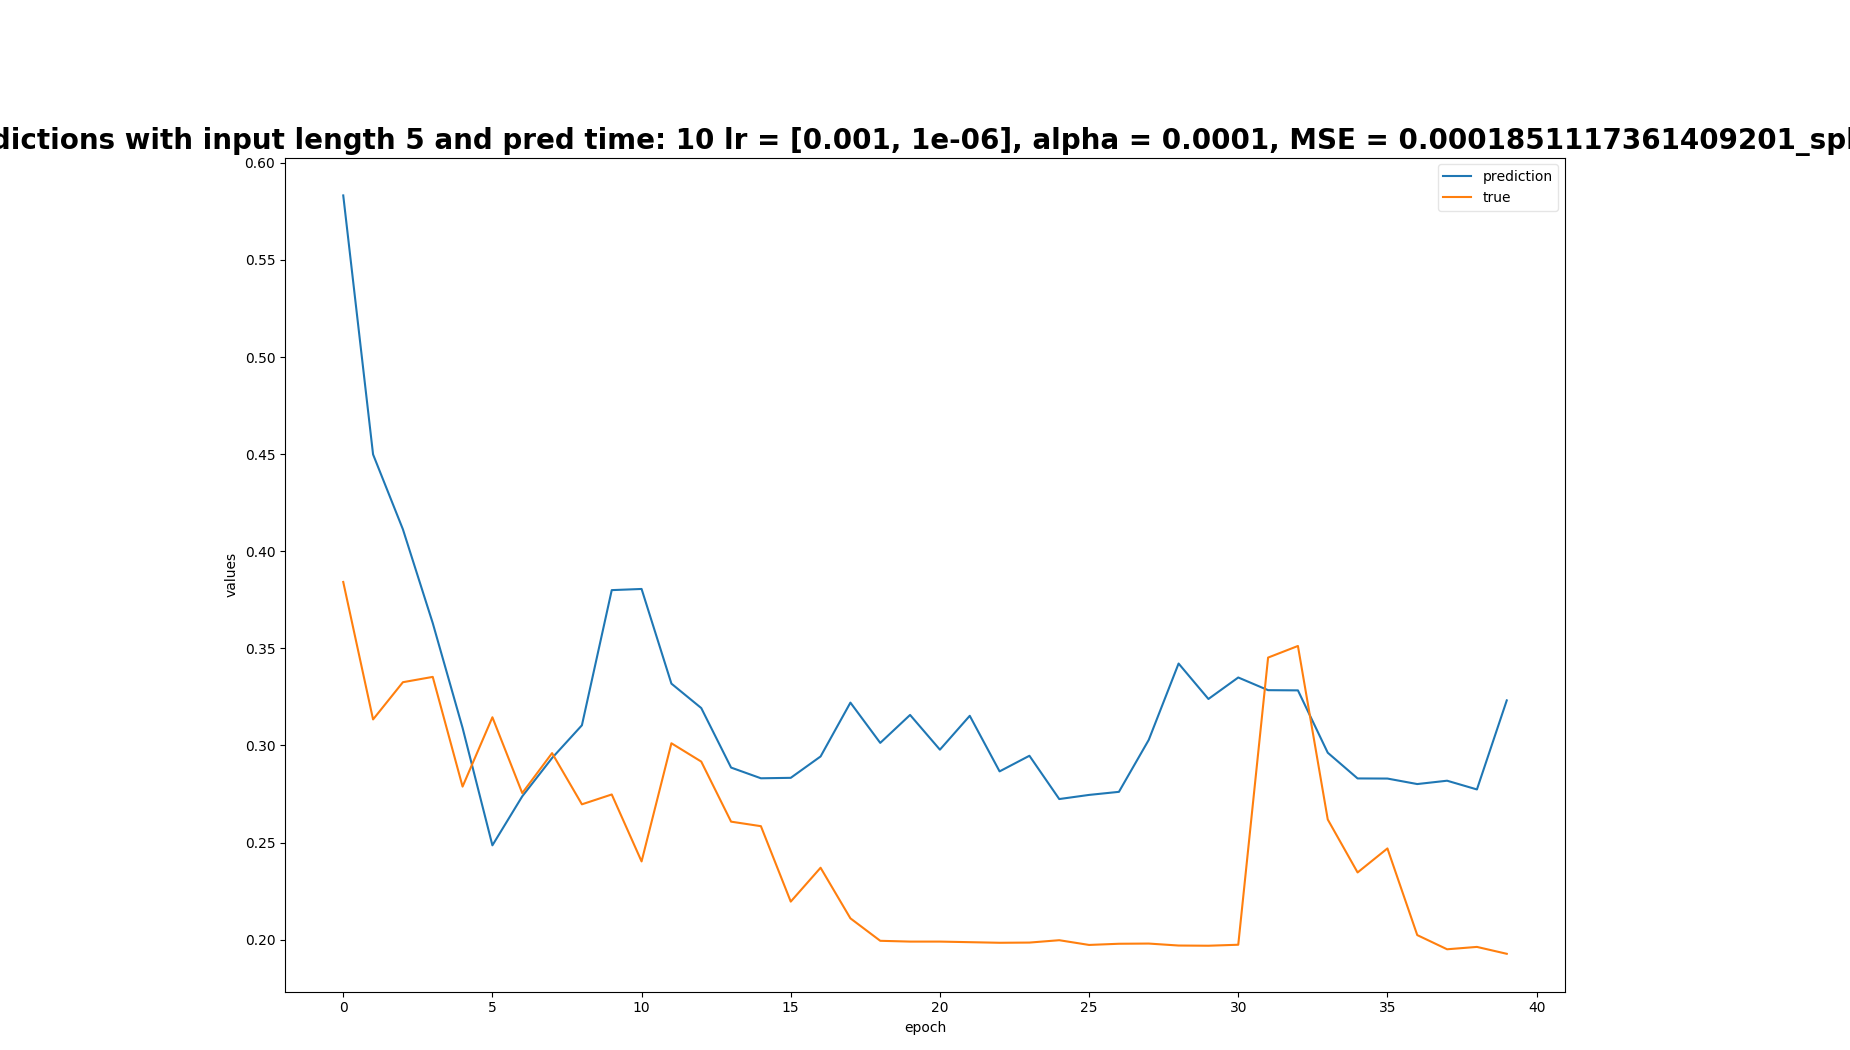 dictions with input length 5 and pred time: 10 lr = [0.001, 1e-06], alpha = 0.0001, MSE = 0.0001851117361409201_spl
prediction
true
0.60
0.55
0.50
0.45
0.40
0.35
0.30
0.25
0.20
values
0 5 10 15 20 25 30 35 40
epoch